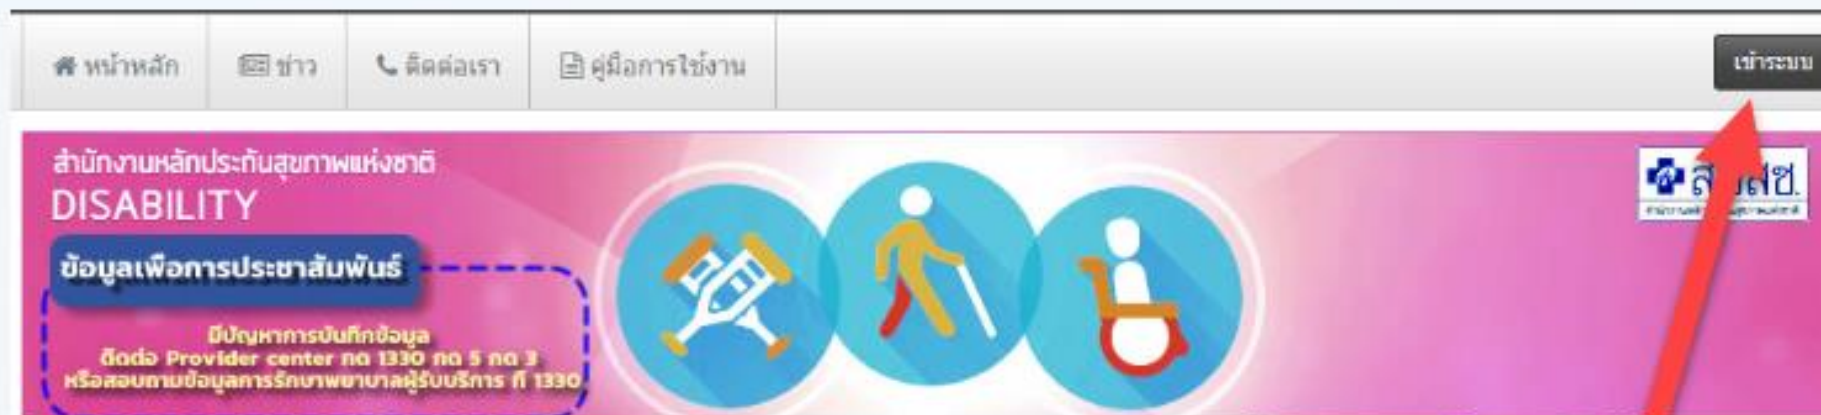 หน้าหลัก
ข่าว
ติดต่อเรา
คู่มือการใช้งาน
เข้าระบบ
สำนักงานหลักประกันสุขภาพแห่งชาติ
DISABILITY
ข้อมูลเพื่อการประชาสัมพันธ์
มีปัญหาการบันทึกข้อมูล
ติดต่อ Provider center กด 1330 กด 5 กด 3
หรือสอบถามข้อมูลการรักษาพยาบาลผู้รับบริการ ที่ 1330